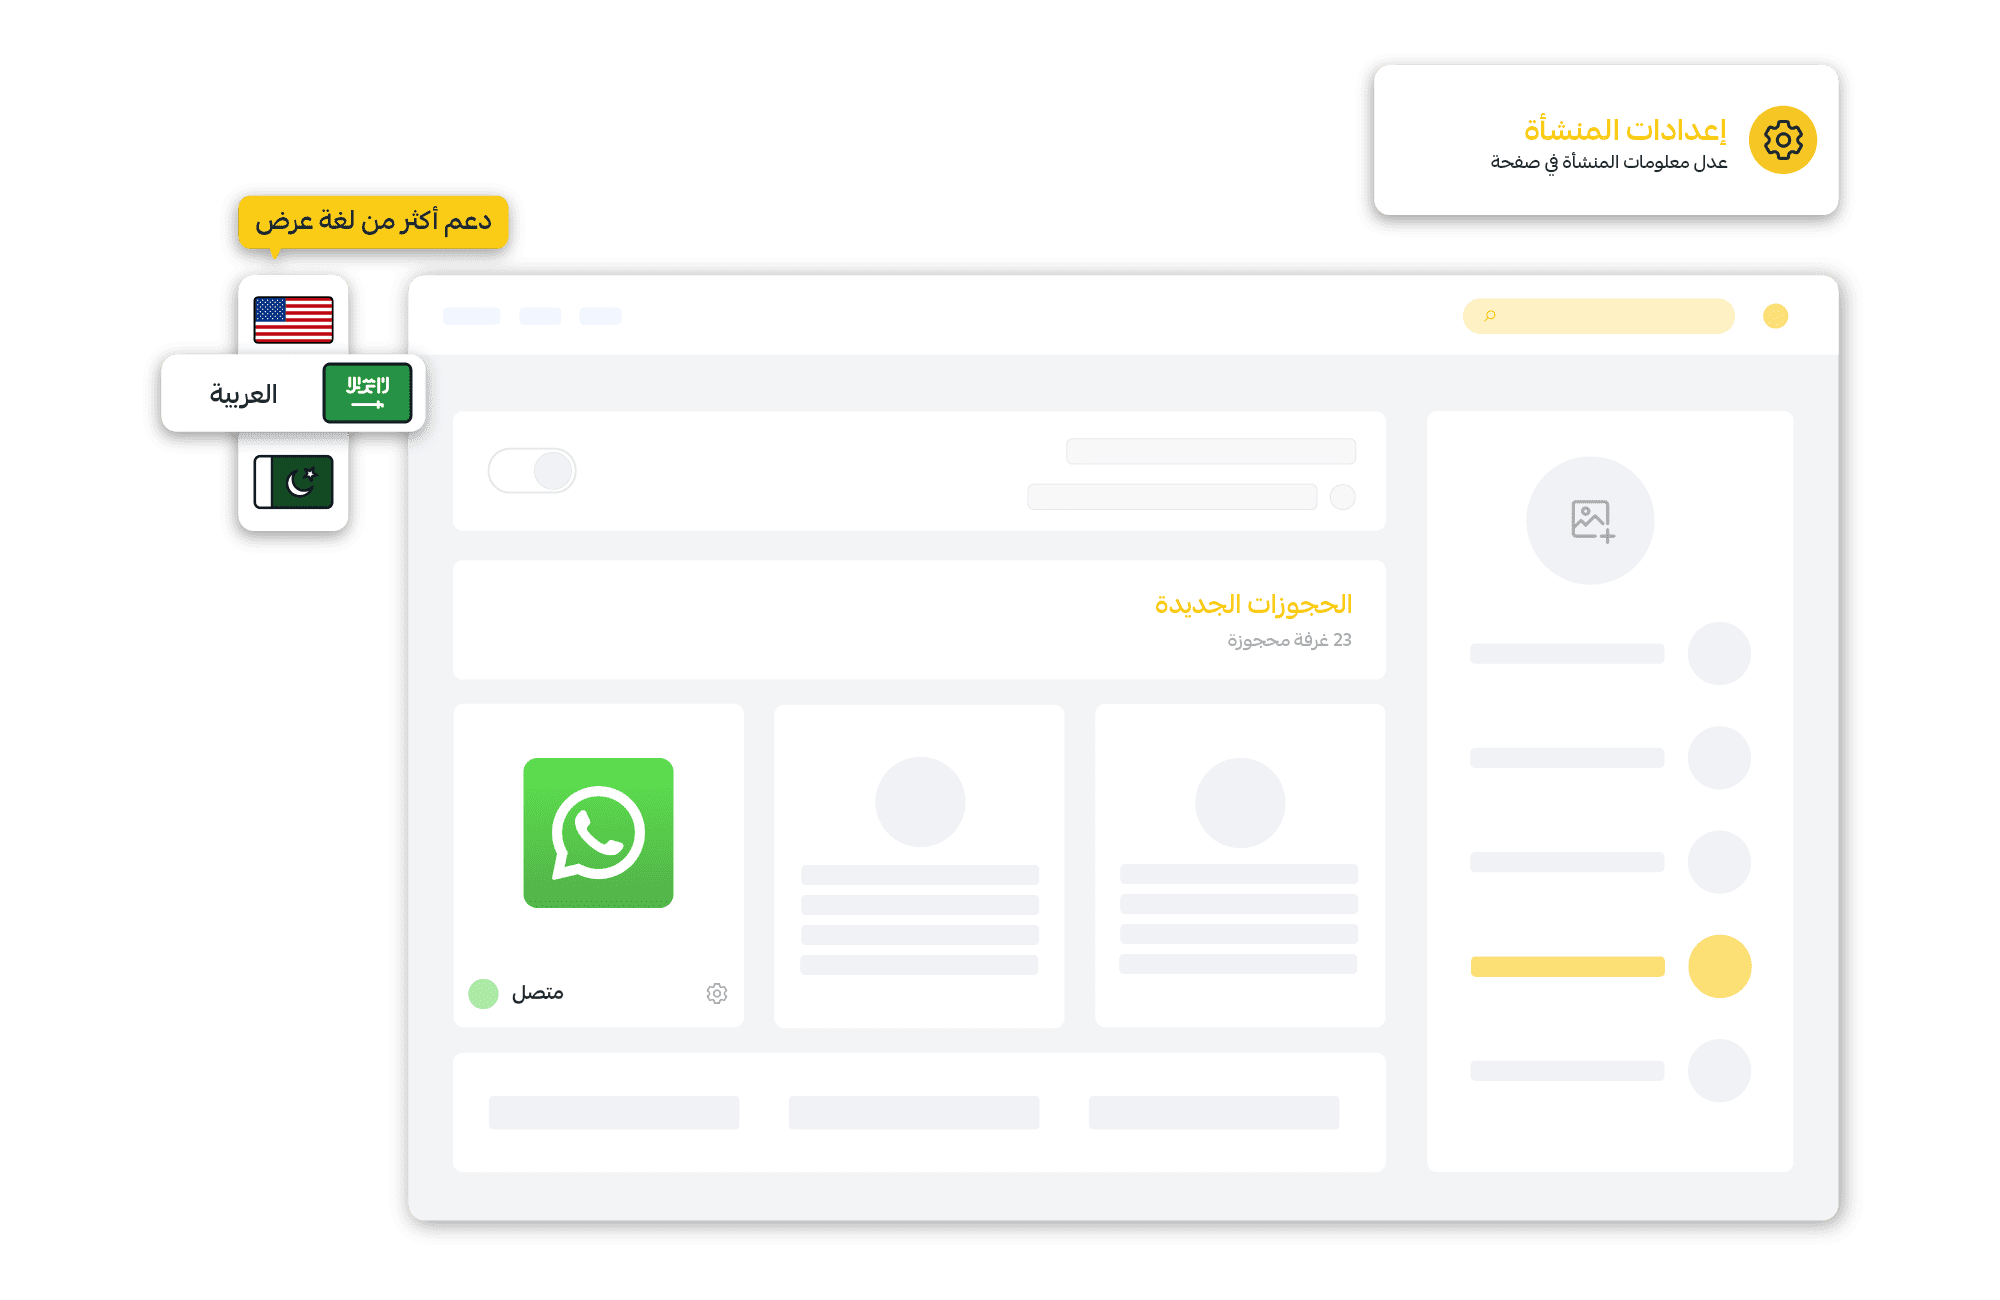 إعدادات المنشأة
عدل معلومات المنشأة في صفحة
دعم أكثر من لغة عرض
العربية
الحجوزات الجديدة
23 غرفة محجوزة
متصل